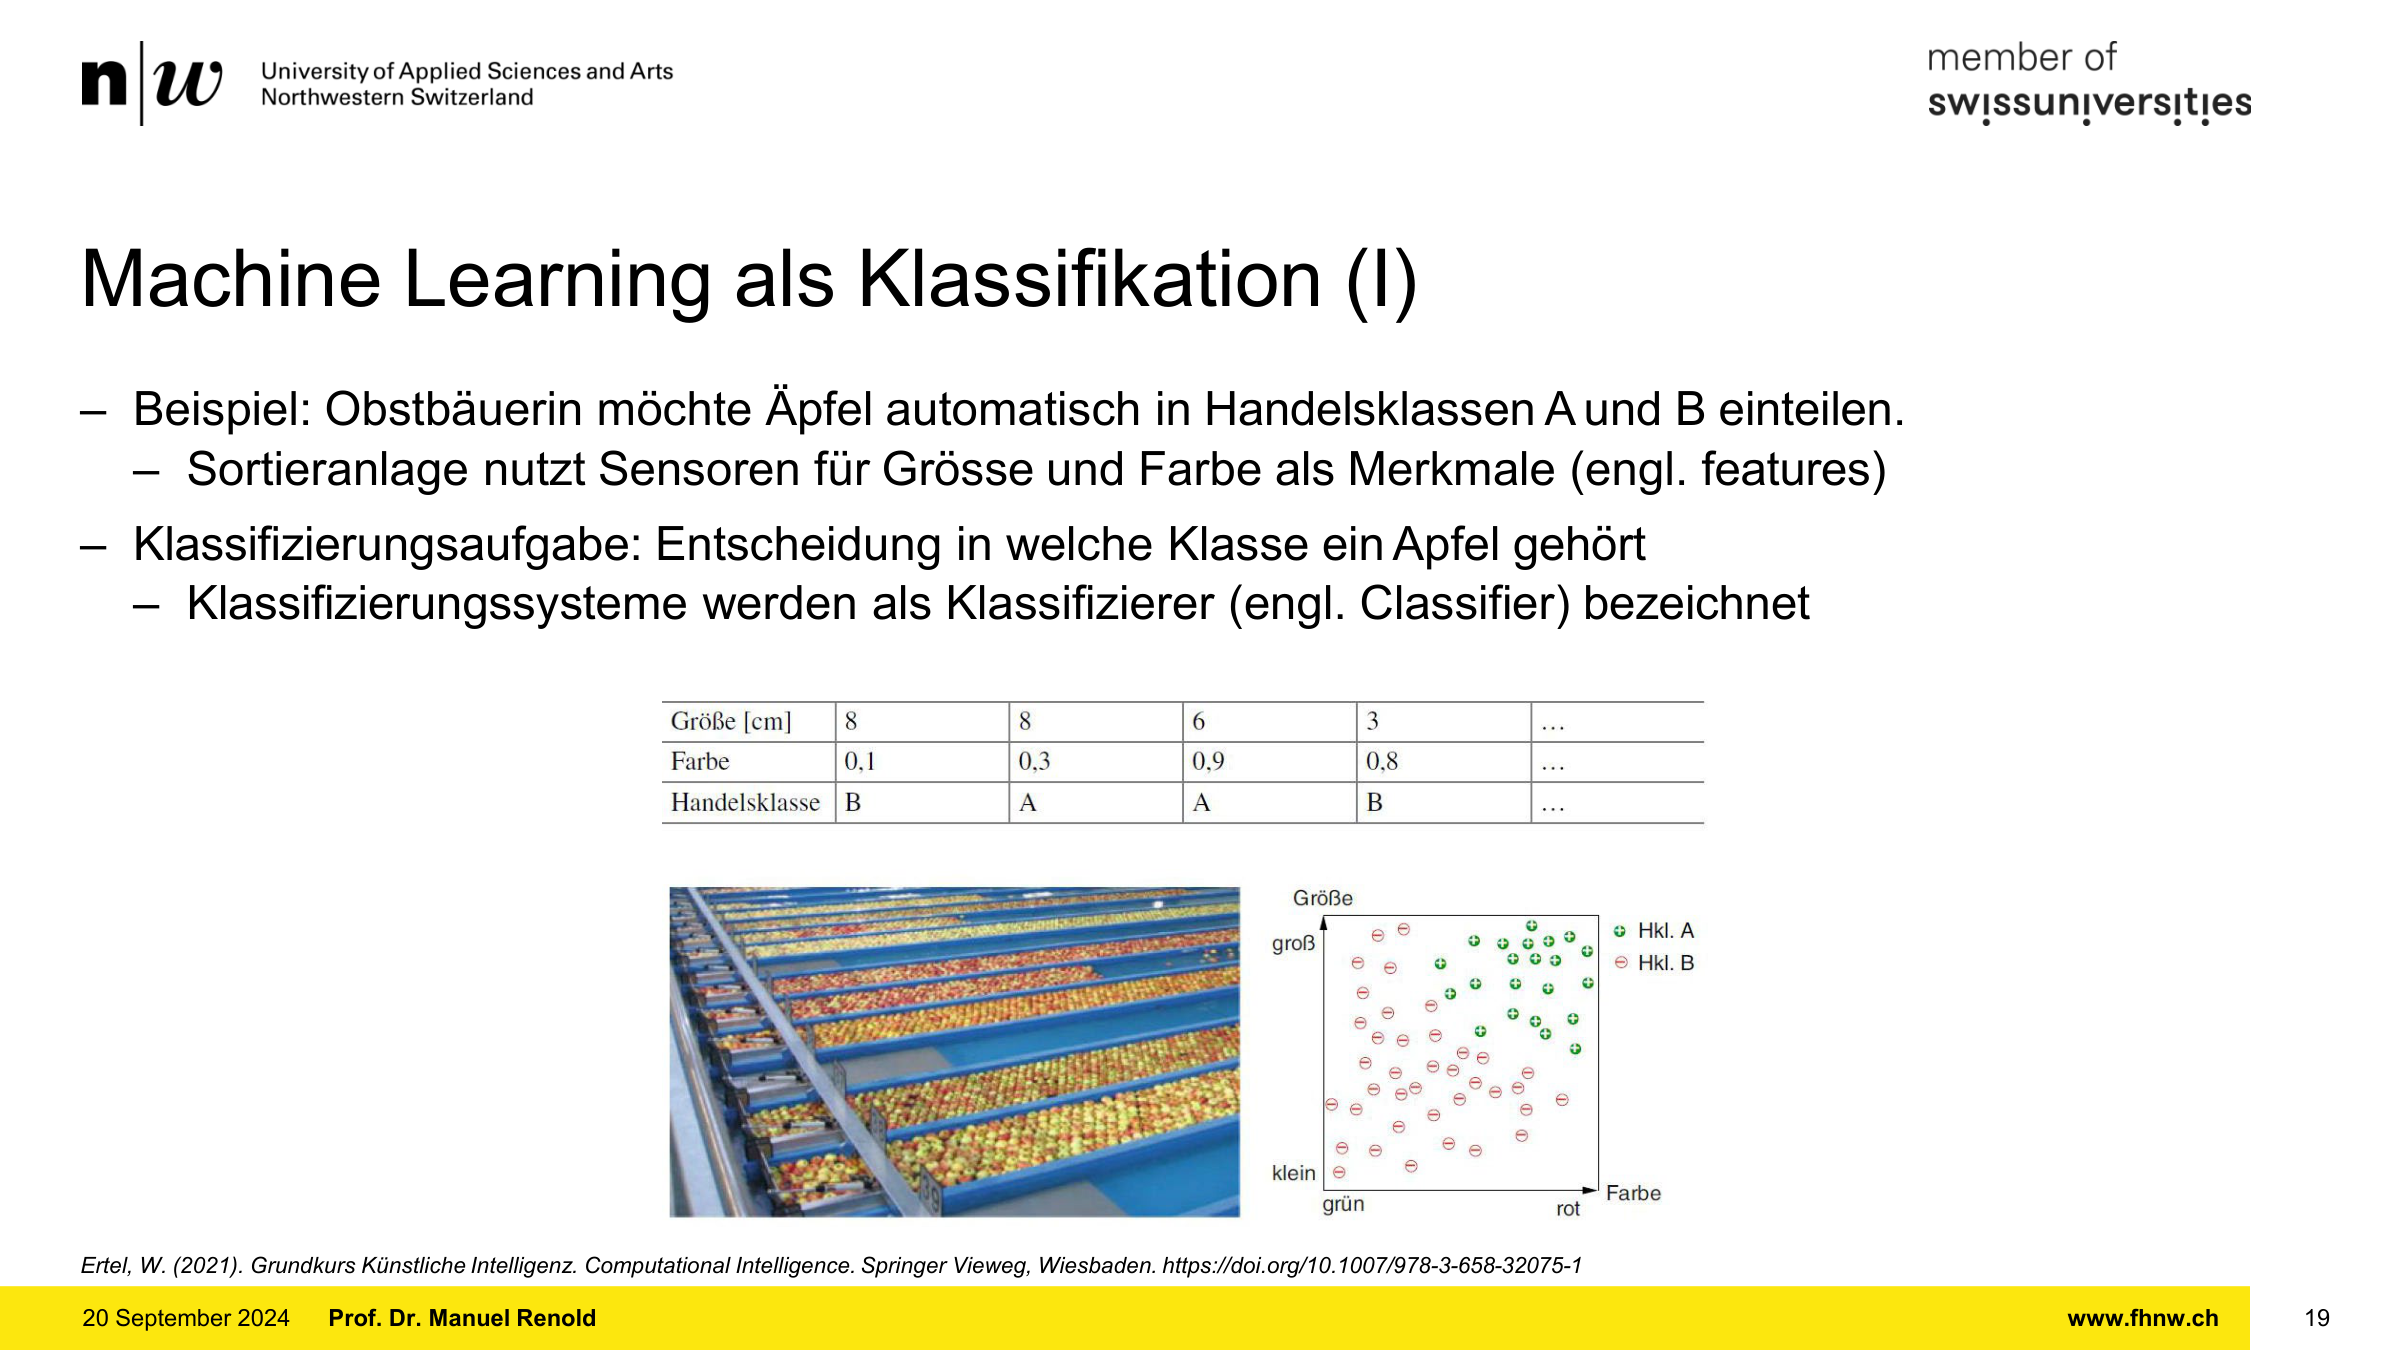 n|w University of Applied Sciences and Arts
Northwestern Switzerland
member of
swissuniversities
Machine Learning als Klassifikation (I)
– Beispiel: Obstbäuerin möchte Äpfel automatisch in Handelsklassen A und B einteilen.
– Sortieranlage nutzt Sensoren für Grösse und Farbe als Merkmale (engl. features)
– Klassifizierungsaufgabe: Entscheidung in welche Klasse ein Apfel gehört
– Klassifizierungssysteme werden als Klassifizierer (engl. Classifier) bezeichnet
Größe [cm] 8 8 6 3 ...
Farbe 0,1 0,3 0,9 0,8 ...
Handelsklasse B A A B ...
39
Größe
groß
klein
grün
rot
Farbe
Hkl. A
Hkl. B
Ertel, W. (2021). Grundkurs Künstliche Intelligenz. Computational Intelligence. Springer Vieweg, Wiesbaden. https://doi.org/10.1007/978-3-658-32075-1
20 September 2024 Prof. Dr. Manuel Renold www.fhnw.ch 19